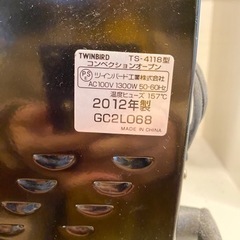 TWINBIRD TS-4118型
コンベクションオーブン
PS E ツインバード工業株式会社
AC100V 1300W 50-60Hz
温度ヒューズ 157℃
2012年製
GC2L068
MADE IN CHINA